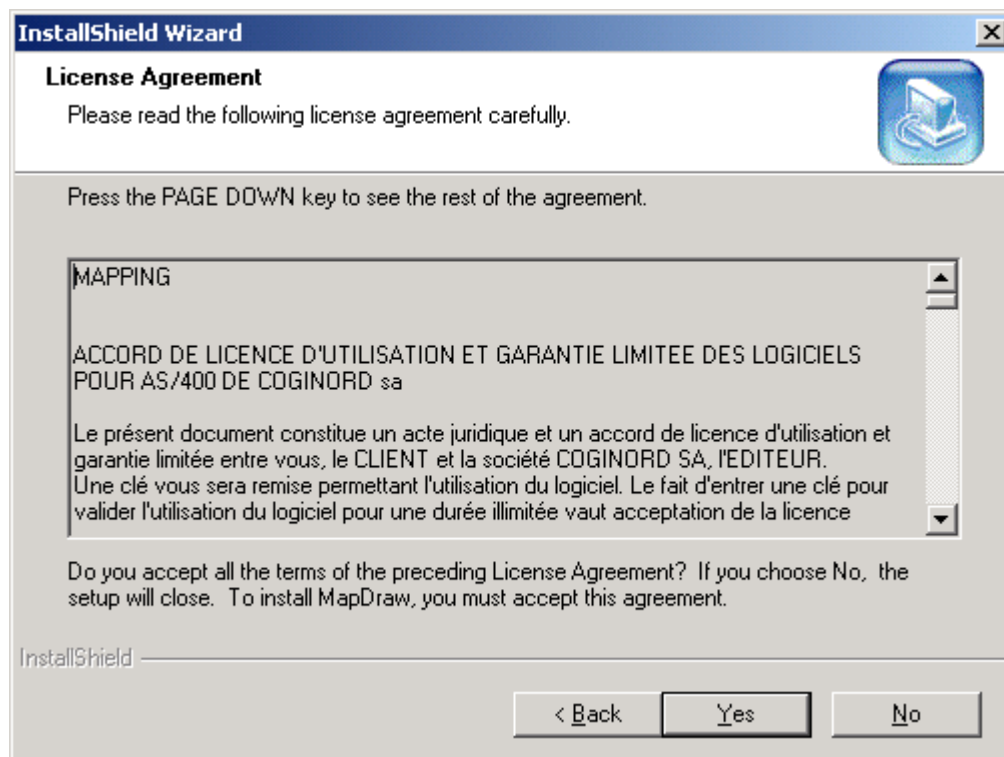 InstallShield Wizard
License Agreement
Please read the following license agreement carefully.
Press the PAGE DOWN key to see the rest of the agreement.
MAPPING
ACCORD DE LICENCE D'UTILISATION ET GARANTIE LIMITEE DES LOGICIELS
POUR AS/400 DE COGINORD sa
Le présent document constitue un acte juridique et un accord de licence d'utilisation et
garantie limitée entre vous, le CLIENT et la société COGINORD SA, l'EDITEUR.
Une clé vous sera remise permettant l'utilisation du logiciel. Le fait d'entrer une clé pour
valider l'utilisation du logiciel pour une durée illimitée vaut acceptation de la licence
Do you accept all the terms of the preceding License Agreement? If you choose No, the
setup will close. To install MapDraw, you must accept this agreement.
InstallShield
< Back Yes No